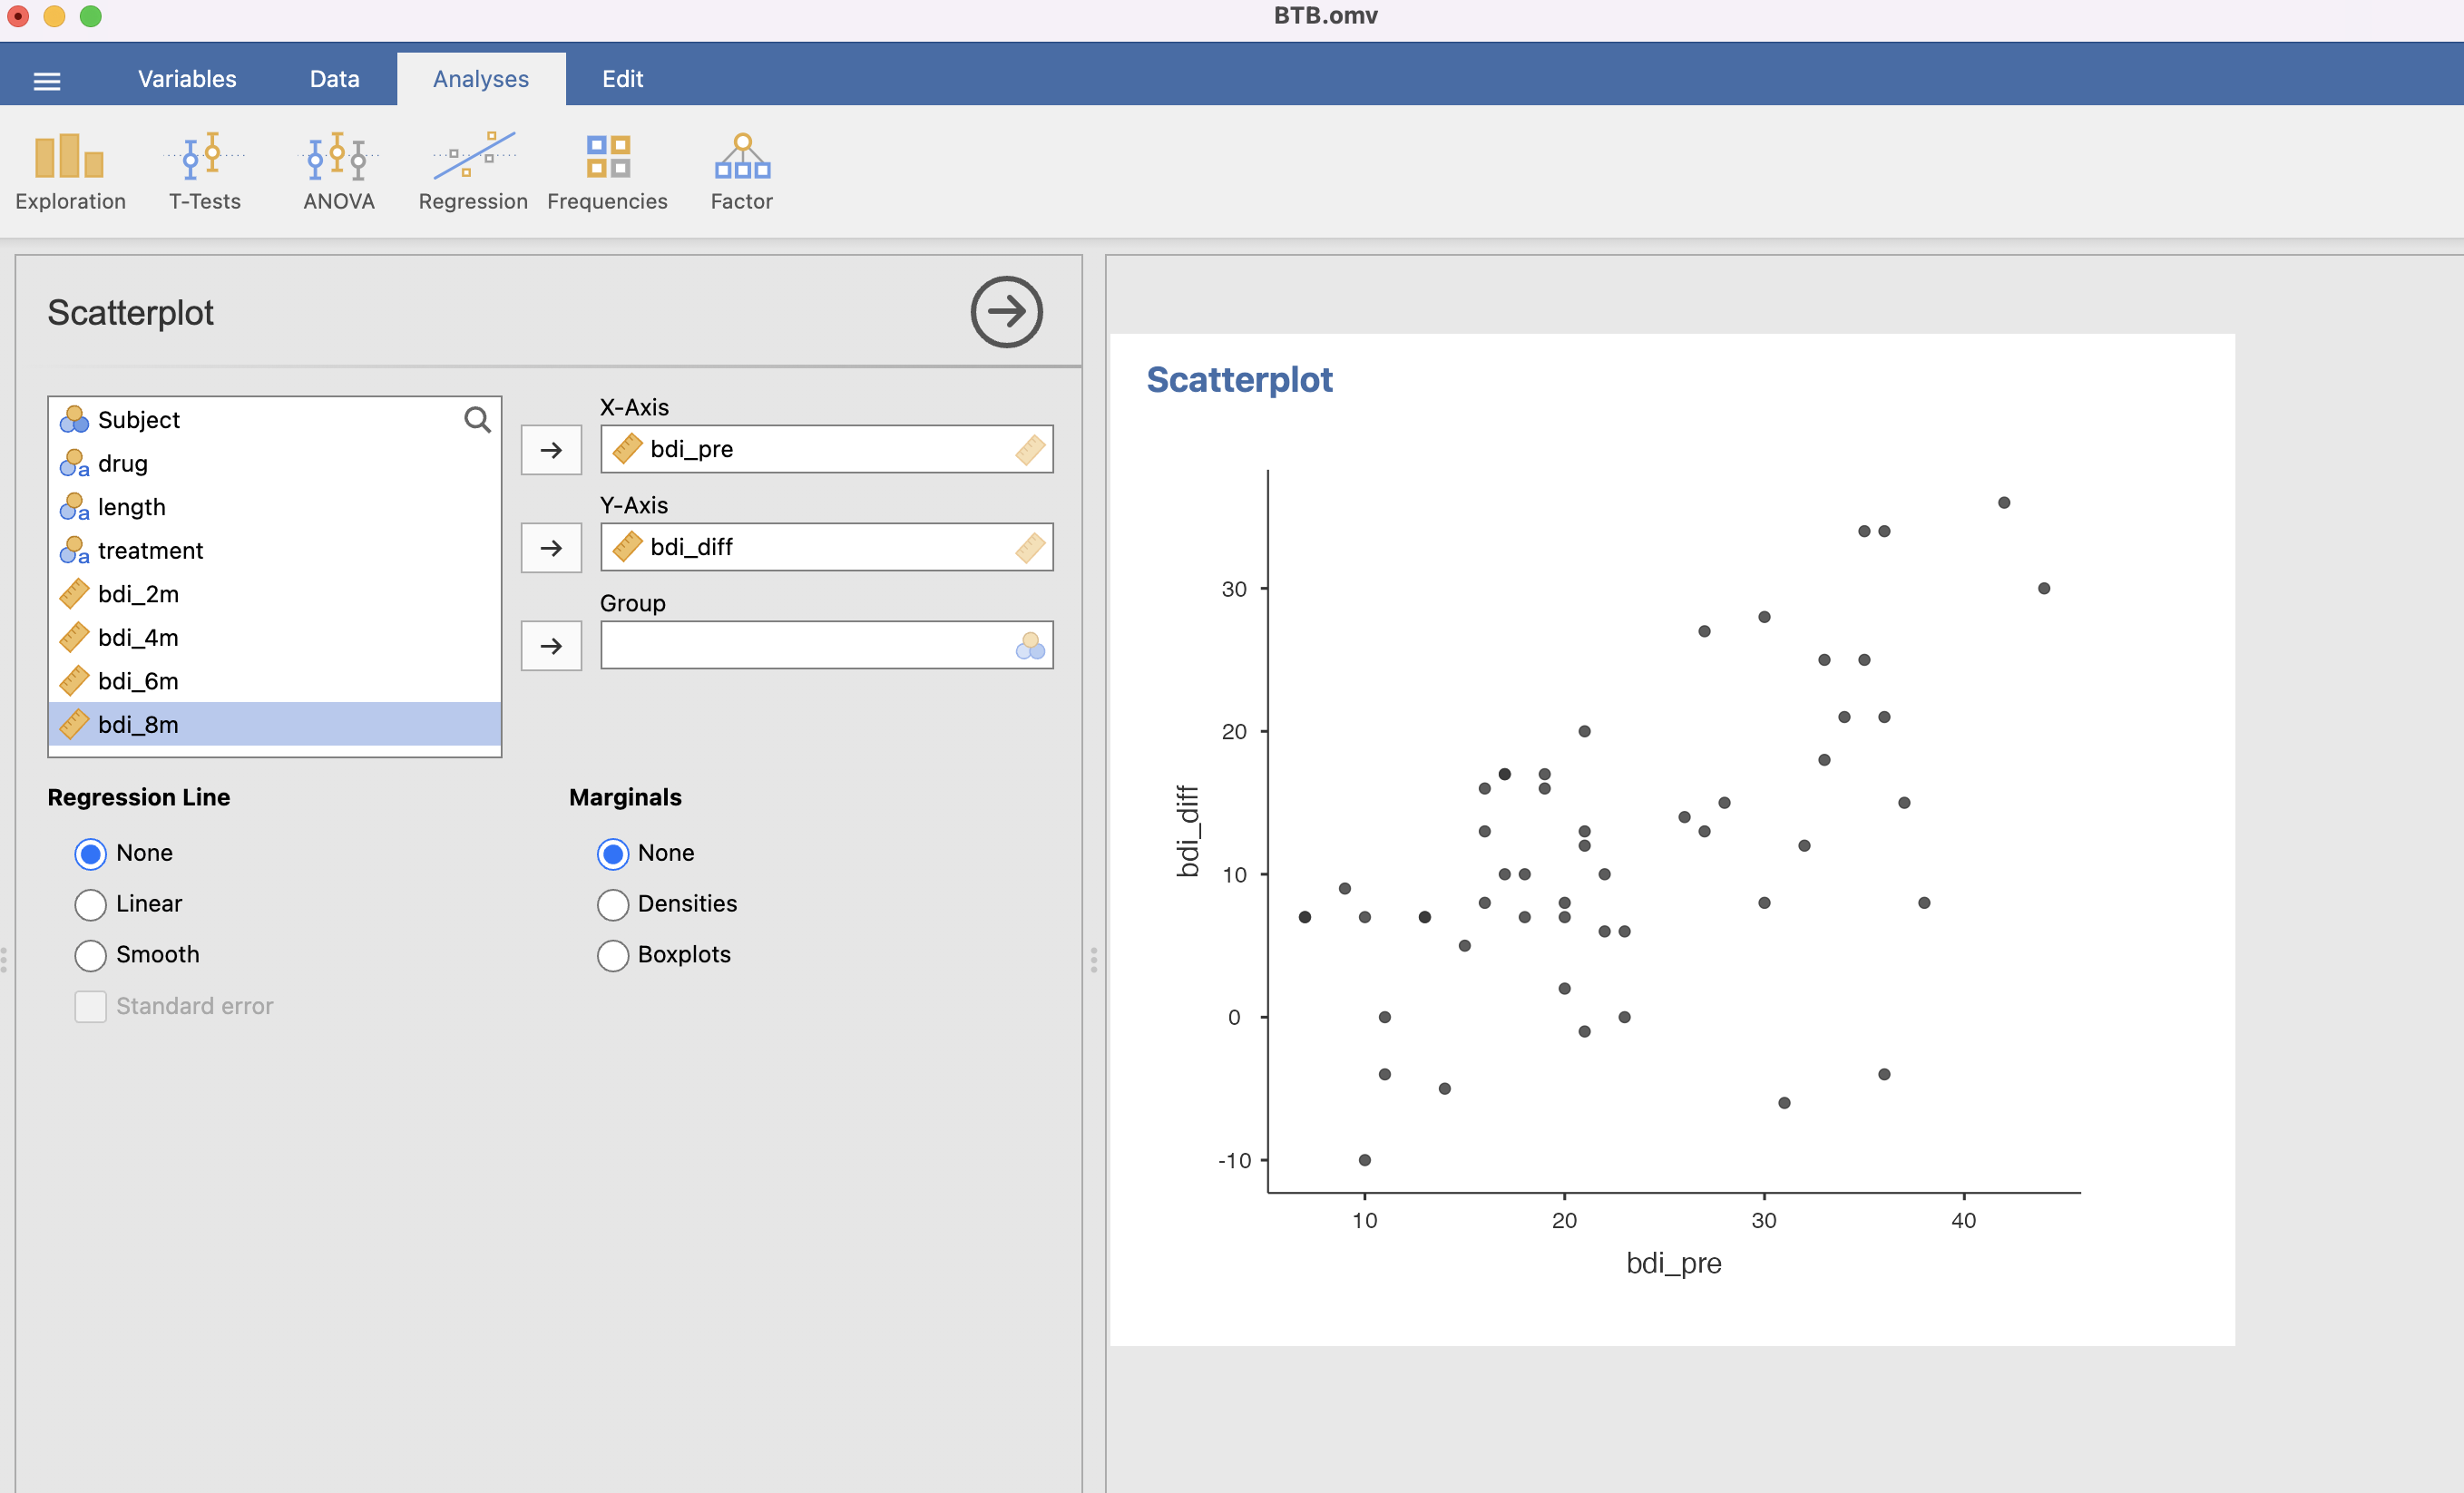 BTB.omv
Variables Data Analyses Edit
Exploration T-Tests ANOVA Regression Frequencies Factor
Scatterplot
Subject
a drug
a length
a treatment
bdi_2m
bdi_4m
bdi_6m
bdi_8m
X-Axis
bdi_pre
Y-Axis
bdi_diff
Group
Regression Line
None
Linear
Smooth
Standard error
Marginals
None
Densities
Boxplots
Scatterplot
bdi_diff
30
20
10
0
-10
10 20 30 40
bdi_pre